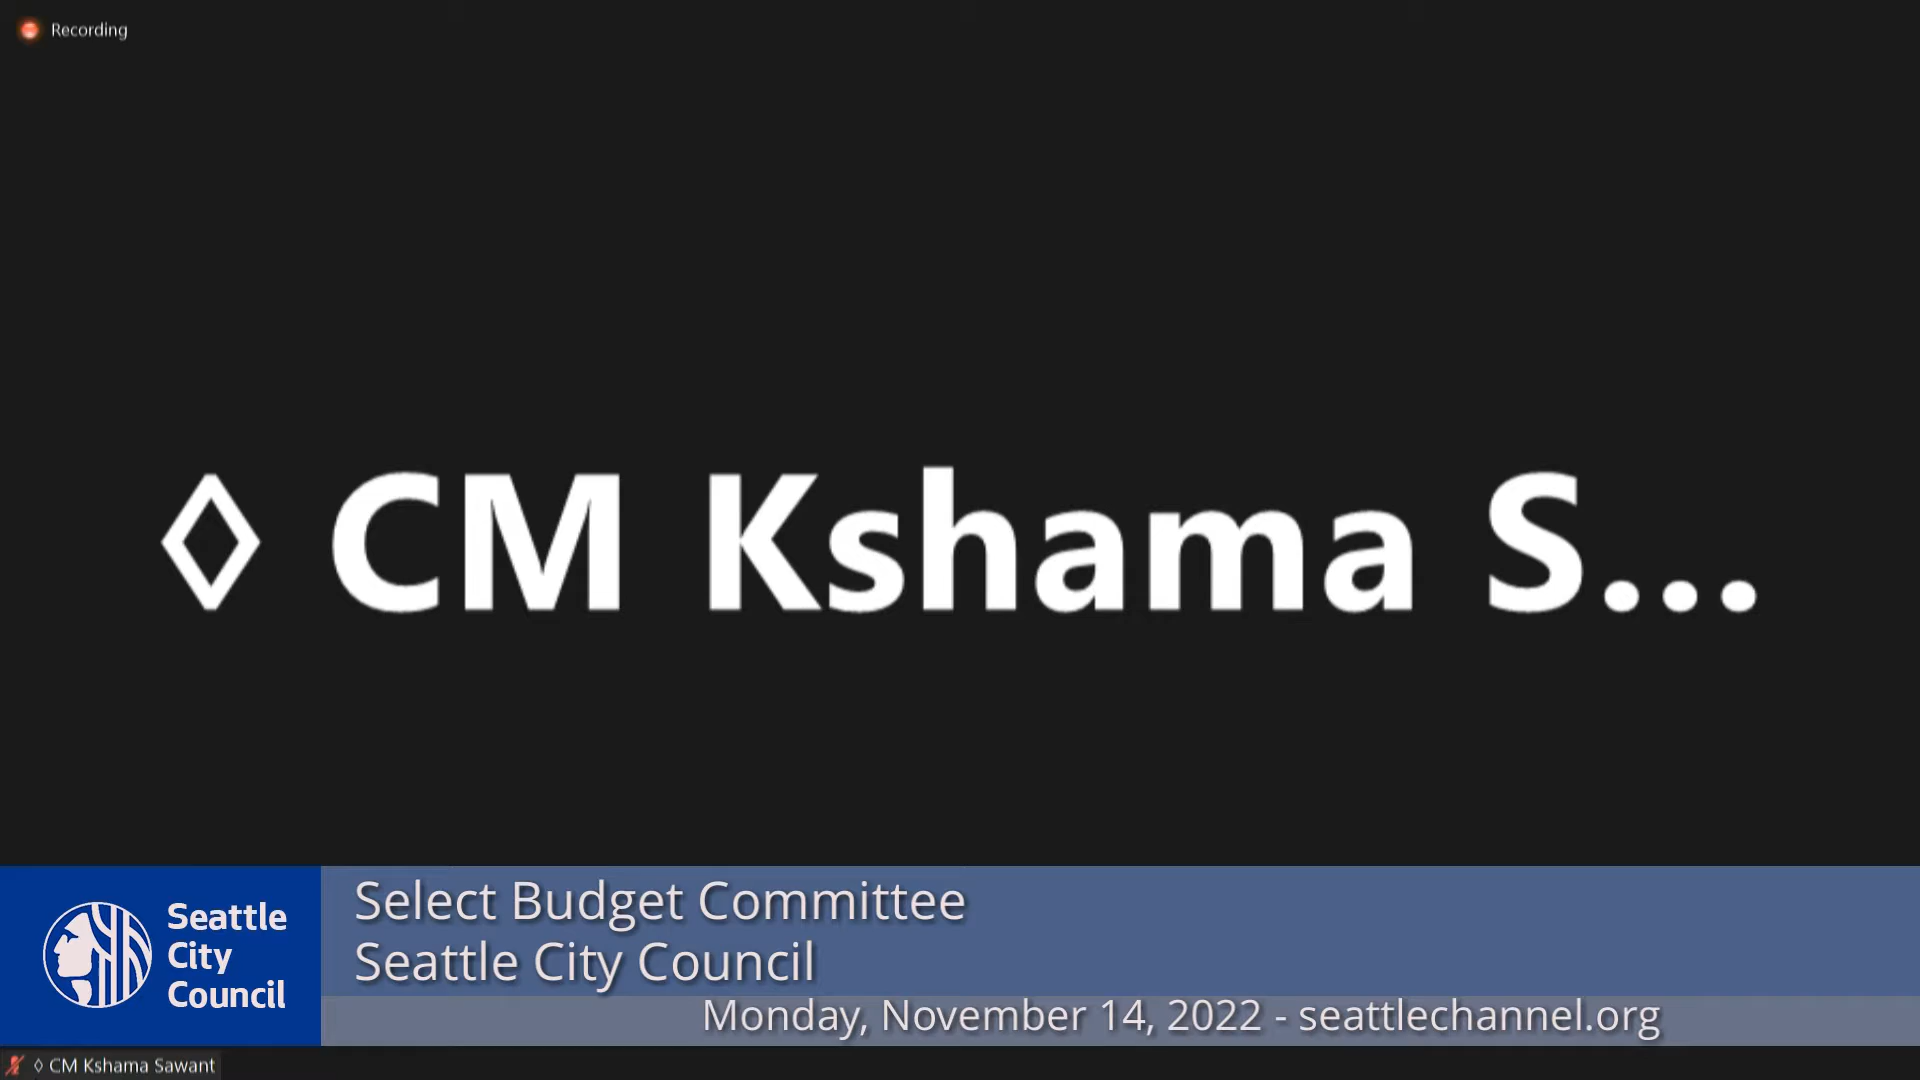 Recording
◊ CM Kshama S...
Seattle
City
Council
Select Budget Committee
Seattle City Council
Monday, November 14, 2022 - seattlechannel.org
◊ CM Kshama Sawant